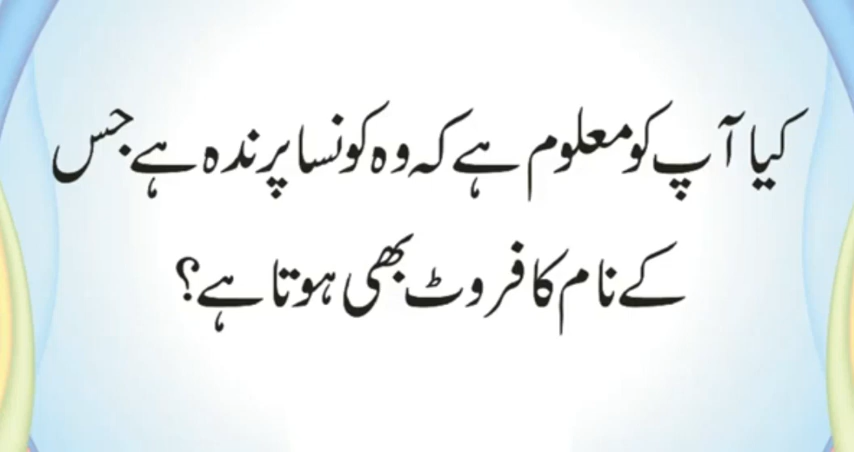 کیا آپ کو معلوم ہے کہ وہ کونسا پرندہ ہے جس
کے نام کا فروٹ بھی ہوتا ہے؟